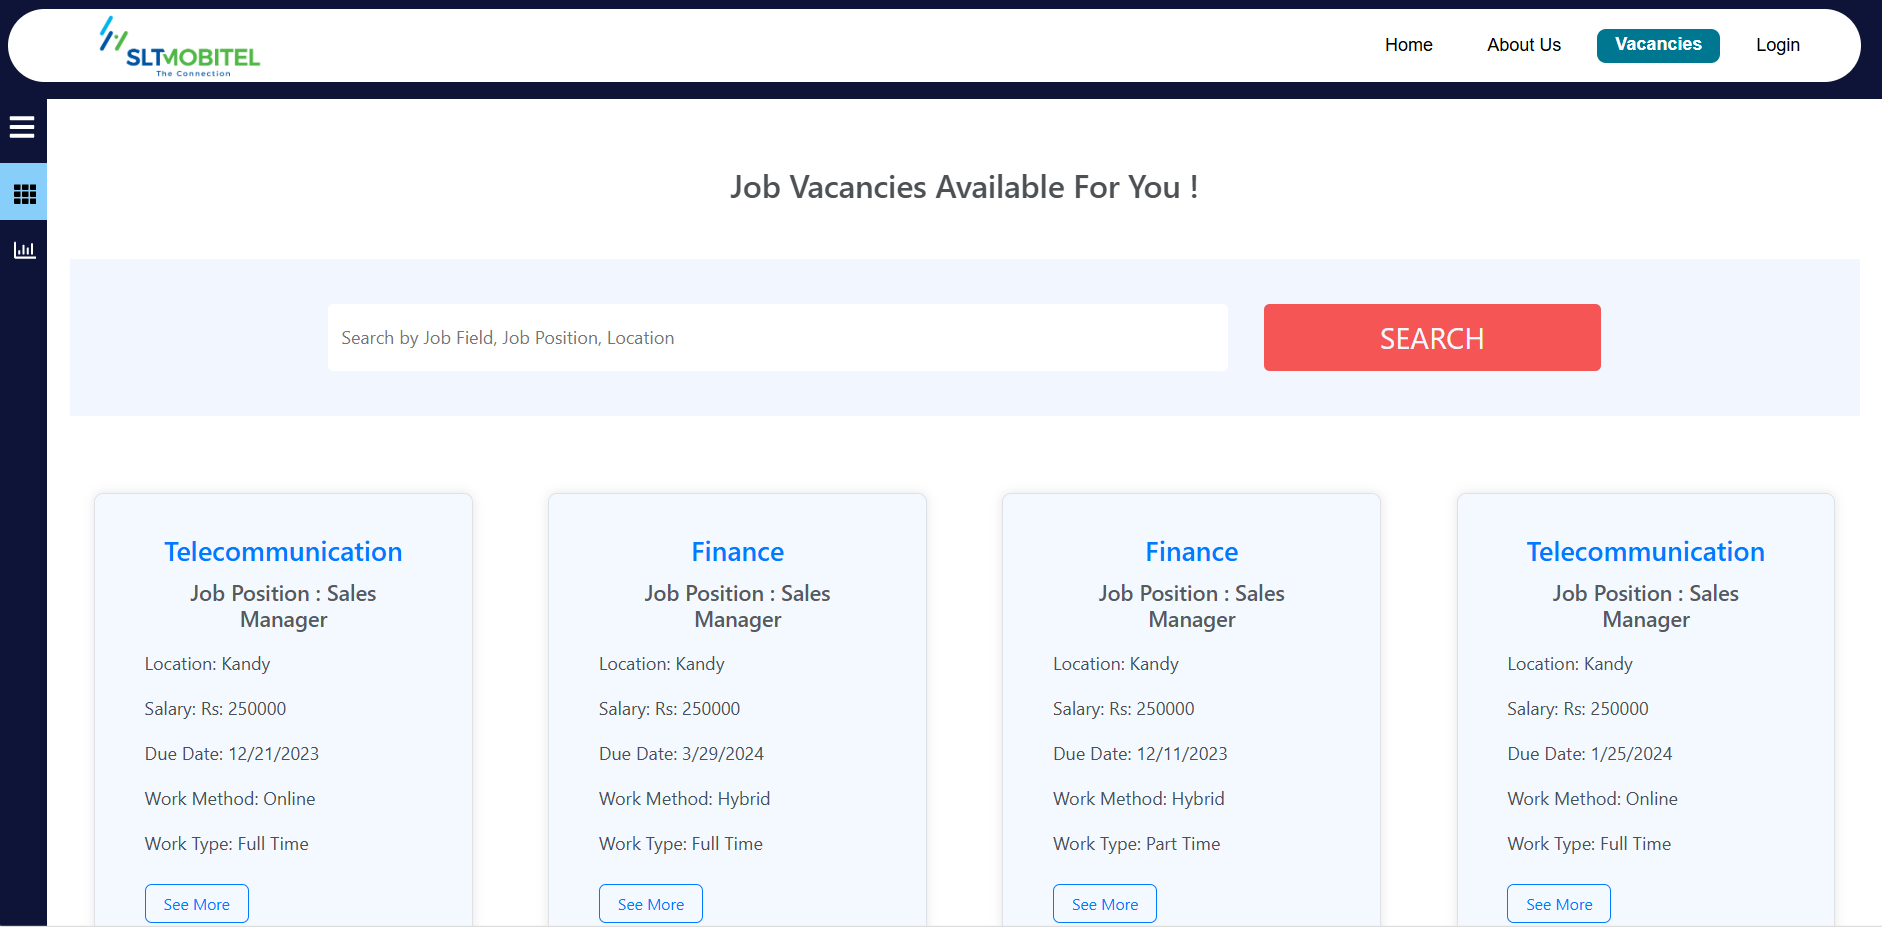 SLTMOBITEL
The Connection
Home
About Us
Vacancies
Login
Job Vacancies Available For You !
Search by Job Field, Job Position, Location
SEARCH
Telecommunication
Job Position : Sales
Manager
Location: Kandy
Salary: Rs: 250000
Due Date: 12/21/2023
Work Method: Online
Work Type: Full Time
See More
Finance
Job Position : Sales
Manager
Location: Kandy
Salary: Rs: 250000
Due Date: 3/29/2024
Work Method: Hybrid
Work Type: Full Time
See More
Finance
Job Position : Sales
Manager
Location: Kandy
Salary: Rs: 250000
Due Date: 12/11/2023
Work Method: Hybrid
Work Type: Part Time
See More
Telecommunication
Job Position : Sales
Manager
Location: Kandy
Salary: Rs: 250000
Due Date: 1/25/2024
Work Method: Online
Work Type: Full Time
See More